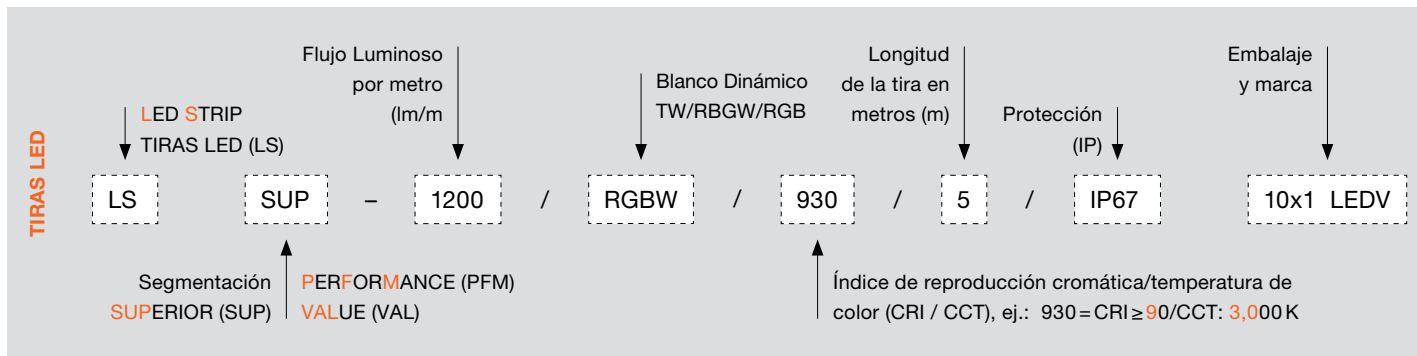 TIRAS LED
Flujo Luminoso
por metro
(lm/m
Longitud
de la tira en
metros (m)
Embalaje
y marca
Blanco Dinámico
TW/RBGW/RGB
LED STRIP
TIRAS LED (LS)
Protección
(IP)
LS SUP – 1200 / RGBW / 930 / 5 / IP67 10x1 LEDV
Segmentación
SUPERIOR (SUP)
PERFORMANCE (PFM)
VALUE (VAL)
Índice de reproducción cromática/temperatura de
color (CRI / CCT), ej.: 930=CRI≥90/CCT: 3,000K